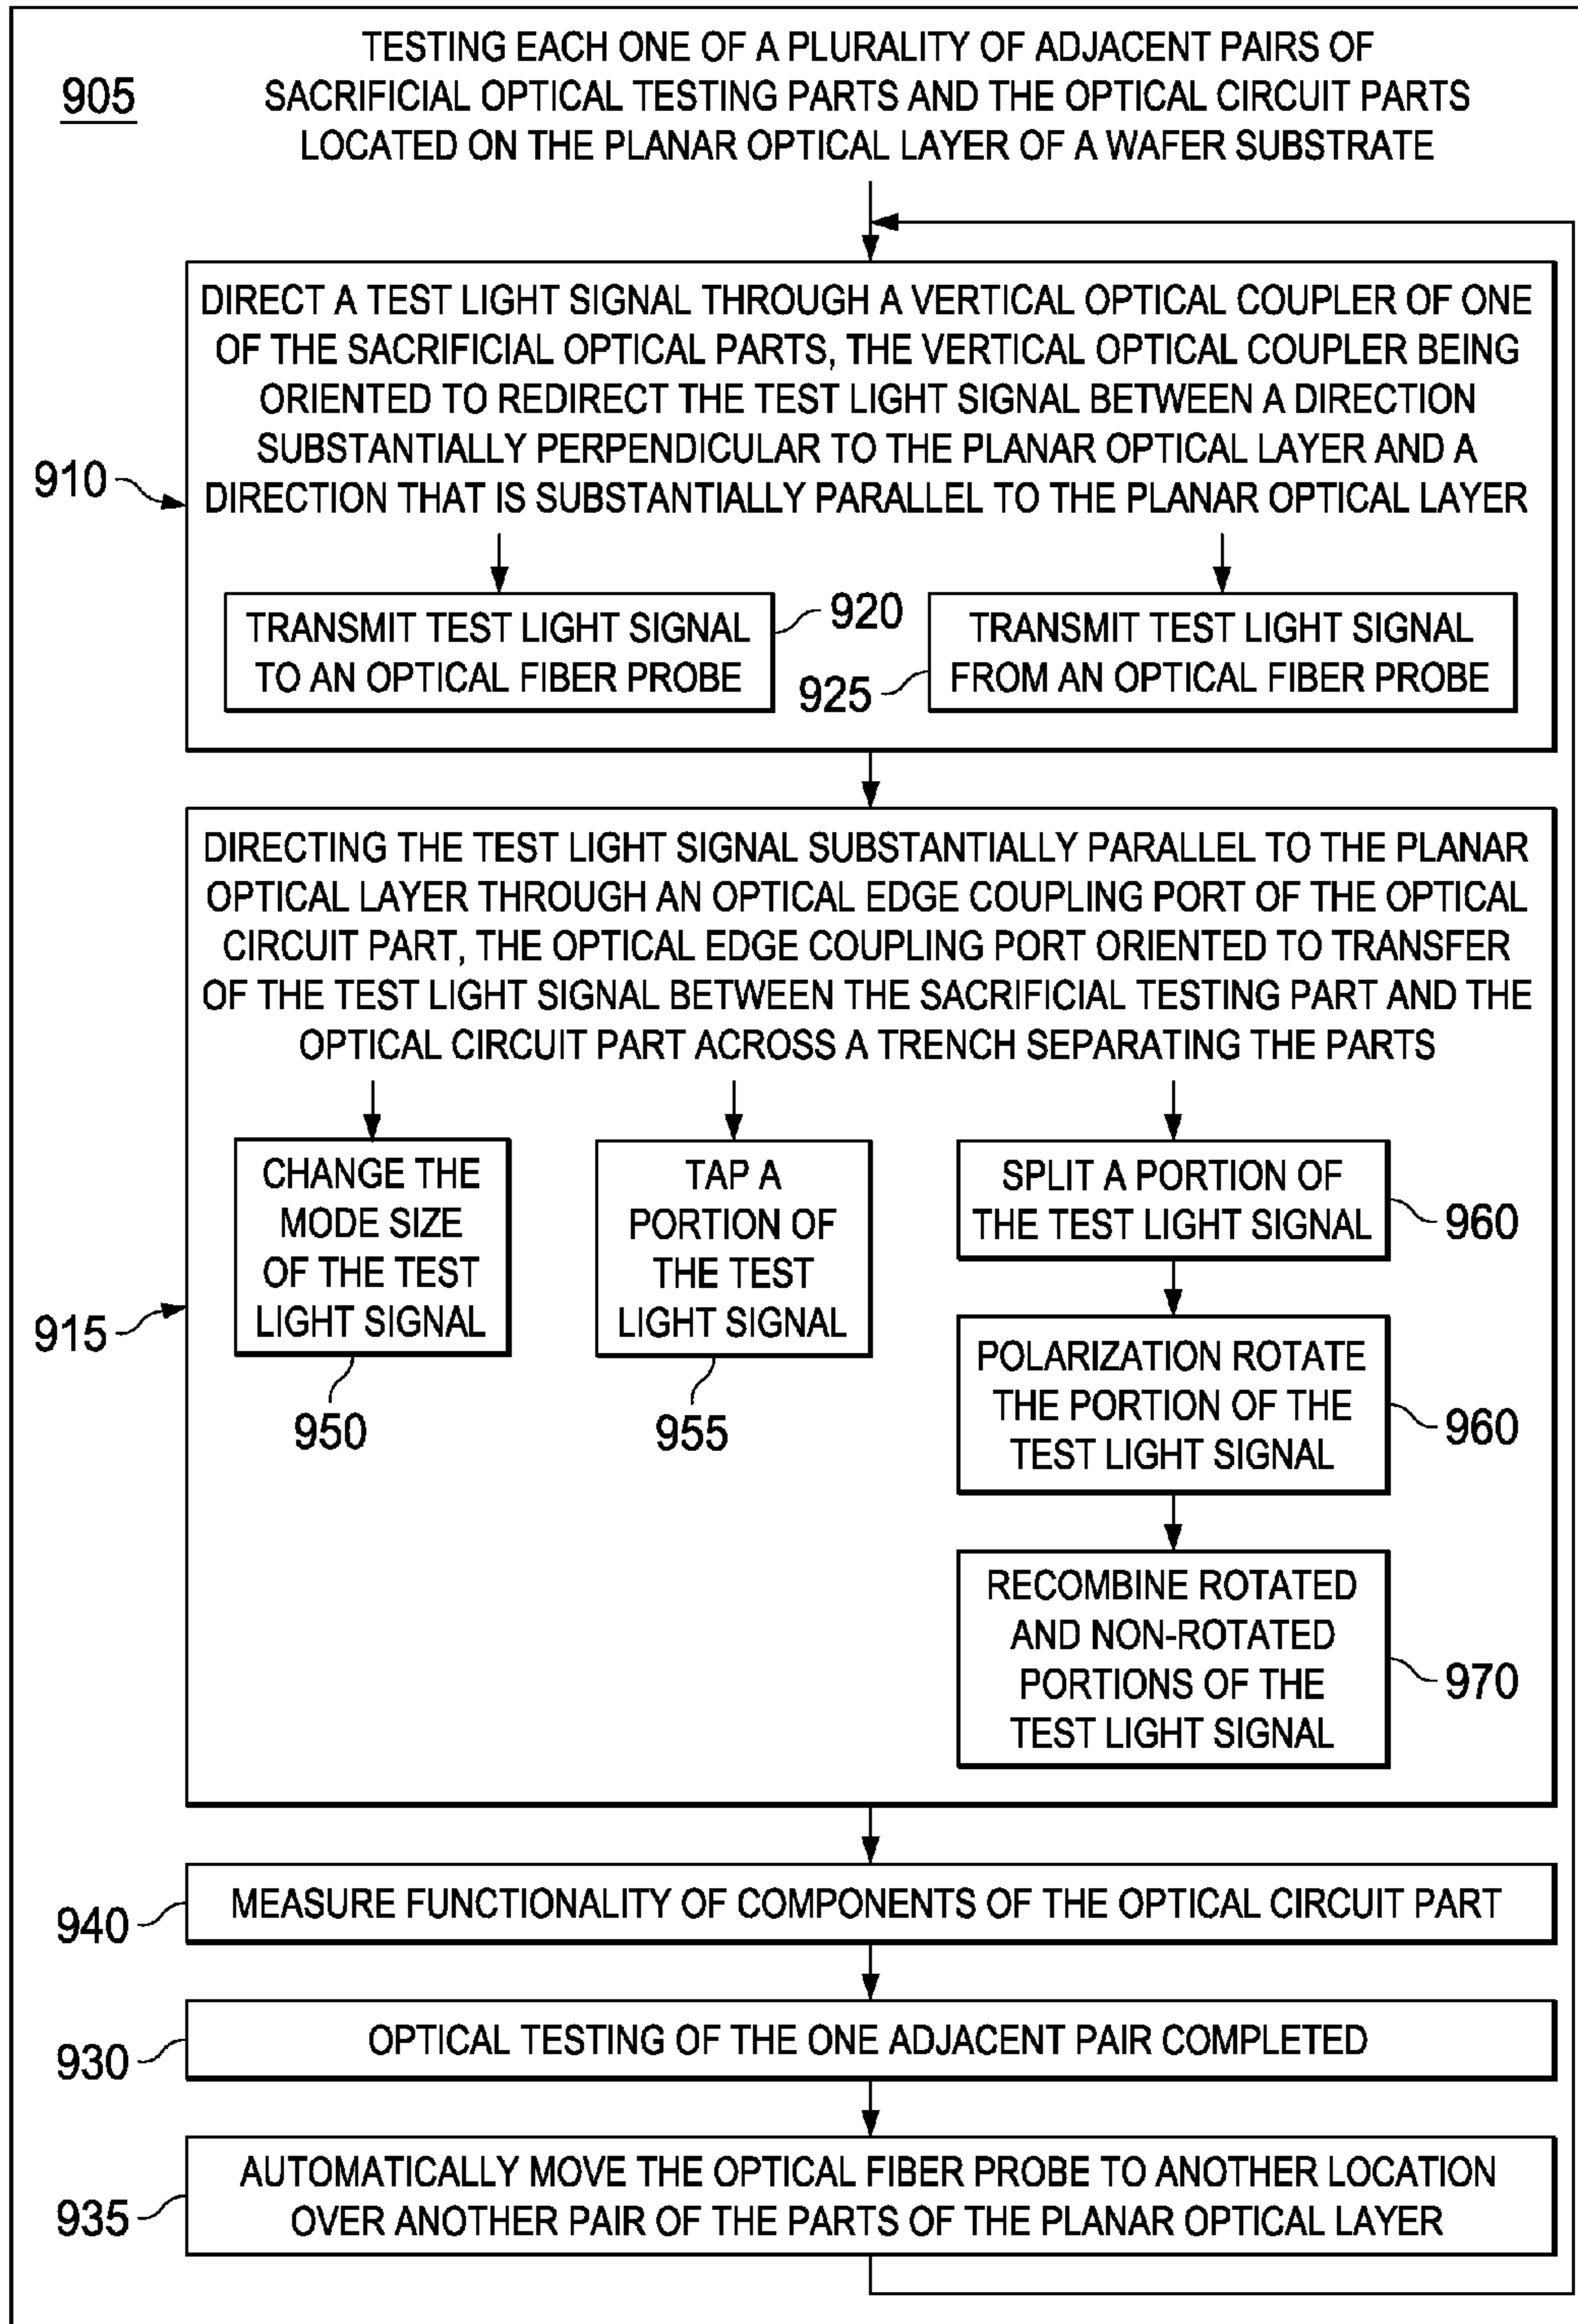 905
TESTING EACH ONE OF A PLURALITY OF ADJACENT PAIRS OF
SACRIFICIAL OPTICAL TESTING PARTS AND THE OPTICAL CIRCUIT PARTS
LOCATED ON THE PLANAR OPTICAL LAYER OF A WAFER SUBSTRATE
910
DIRECT A TEST LIGHT SIGNAL THROUGH A VERTICAL OPTICAL COUPLER OF ONE
OF THE SACRIFICIAL OPTICAL PARTS, THE VERTICAL OPTICAL COUPLER BEING
ORIENTED TO REDIRECT THE TEST LIGHT SIGNAL BETWEEN A DIRECTION
SUBSTANTIALLY PERPENDICULAR TO THE PLANAR OPTICAL LAYER AND A
DIRECTION THAT IS SUBSTANTIALLY PARALLEL TO THE PLANAR OPTICAL LAYER
TRANSMIT TEST LIGHT SIGNAL
TO AN OPTICAL FIBER PROBE
920
925
TRANSMIT TEST LIGHT SIGNAL
FROM AN OPTICAL FIBER PROBE
915
DIRECTING THE TEST LIGHT SIGNAL SUBSTANTIALLY PARALLEL TO THE PLANAR
OPTICAL LAYER THROUGH AN OPTICAL EDGE COUPLING PORT OF THE OPTICAL
CIRCUIT PART, THE OPTICAL EDGE COUPLING PORT ORIENTED TO TRANSFER
OF THE TEST LIGHT SIGNAL BETWEEN THE SACRIFICIAL TESTING PART AND THE
OPTICAL CIRCUIT PART ACROSS A TRENCH SEPARATING THE PARTS
CHANGE THE
MODE SIZE
OF THE TEST
LIGHT SIGNAL
950
TAP A
PORTION OF
THE TEST
LIGHT SIGNAL
955
SPLIT A PORTION OF
THE TEST LIGHT SIGNAL
960
POLARIZATION ROTATE
THE PORTION OF THE
TEST LIGHT SIGNAL
960
RECOMBINE ROTATED
AND NON-ROTATED
PORTIONS OF THE
TEST LIGHT SIGNAL
970
940
MEASURE FUNCTIONALITY OF COMPONENTS OF THE OPTICAL CIRCUIT PART
930
OPTICAL TESTING OF THE ONE ADJACENT PAIR COMPLETED
935
AUTOMATICALLY MOVE THE OPTICAL FIBER PROBE TO ANOTHER LOCATION
OVER ANOTHER PAIR OF THE PARTS OF THE PLANAR OPTICAL LAYER